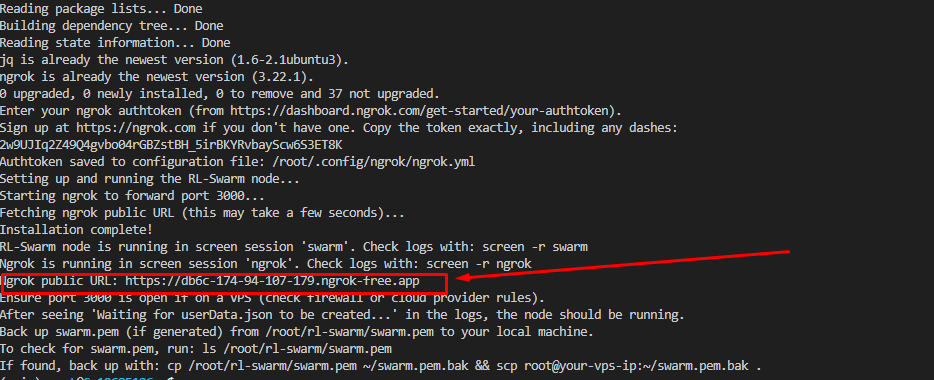 Reading package lists... Done
Building dependency tree... Done
Reading state information... Done
jq is already the newest version (1.6-2.1ubuntu3).
ngrok is already the newest version (3.22.1).
0 upgraded, 0 newly installed, 0 to remove and 37 not upgraded.
Enter your ngrok authtoken (from https://dashboard.ngrok.com/get-started/your-authtoken).
Sign up at https://ngrok.com if you don't have one. Copy the token exactly, including any dashes:
2w9UJIq2Z49Q4gvbo04rGBZstBH_5irBKYRvbayScw6S3ET8K
Authtoken saved to configuration file: /root/.config/ngrok/ngrok.yml
Setting up and running the RL-Swarm node...
Starting ngrok to forward port 3000...
Fetching ngrok public URL (this may take a few seconds)...
Installation complete!
RL-Swarm node is running in screen session 'swarm'. Check logs with: screen -r swarm
Ngrok is running in screen session 'ngrok'. Check logs with: screen -r ngrok
Ngrok public URL: https://db6c-174-94-107-179.ngrok-free.app
Ensure port 3000 is open if on a VPS (check firewall or cloud provider rules).
After seeing 'Waiting for userData.json to be created...' in the logs, the node should be running.
Back up swarm.pem (if generated) from /root/rl-swarm/swarm.pem to your local machine.
To check for swarm.pem, run: ls /root/rl-swarm/swarm.pem
If found, back up with: cp /root/rl-swarm/swarm.pem ~/swarm.pem.bak && scp root@your-vps-ip:~/swarm.pem.bak .